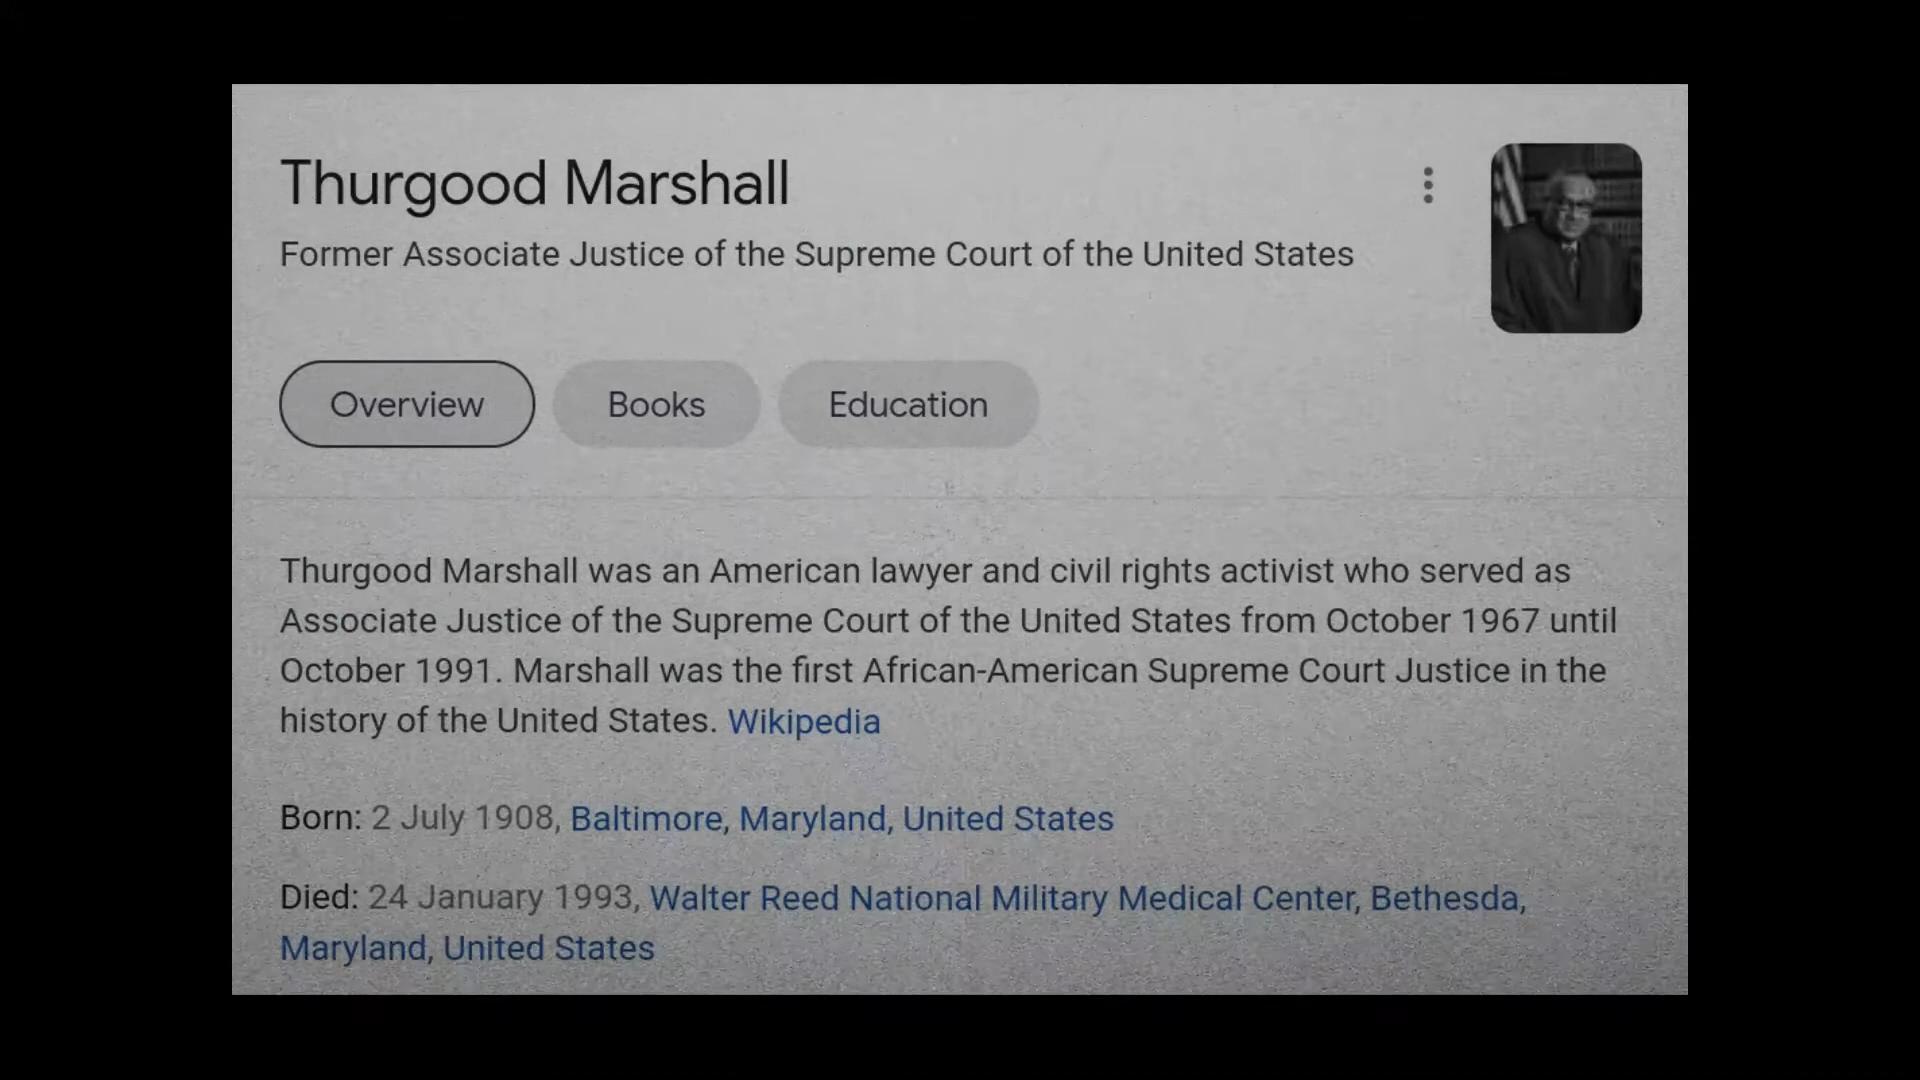 Thurgood Marshall
Former Associate Justice of the Supreme Court of the United States
Overview
Books
Education
Thurgood Marshall was an American lawyer and civil rights activist who served as
Associate Justice of the Supreme Court of the United States from October 1967 until
October 1991. Marshall was the first African-American Supreme Court Justice in the
history of the United States. Wikipedia
Born: 2 July 1908, Baltimore, Maryland, United States
Died: 24 January 1993, Walter Reed National Military Medical Center, Bethesda,
Maryland, United States